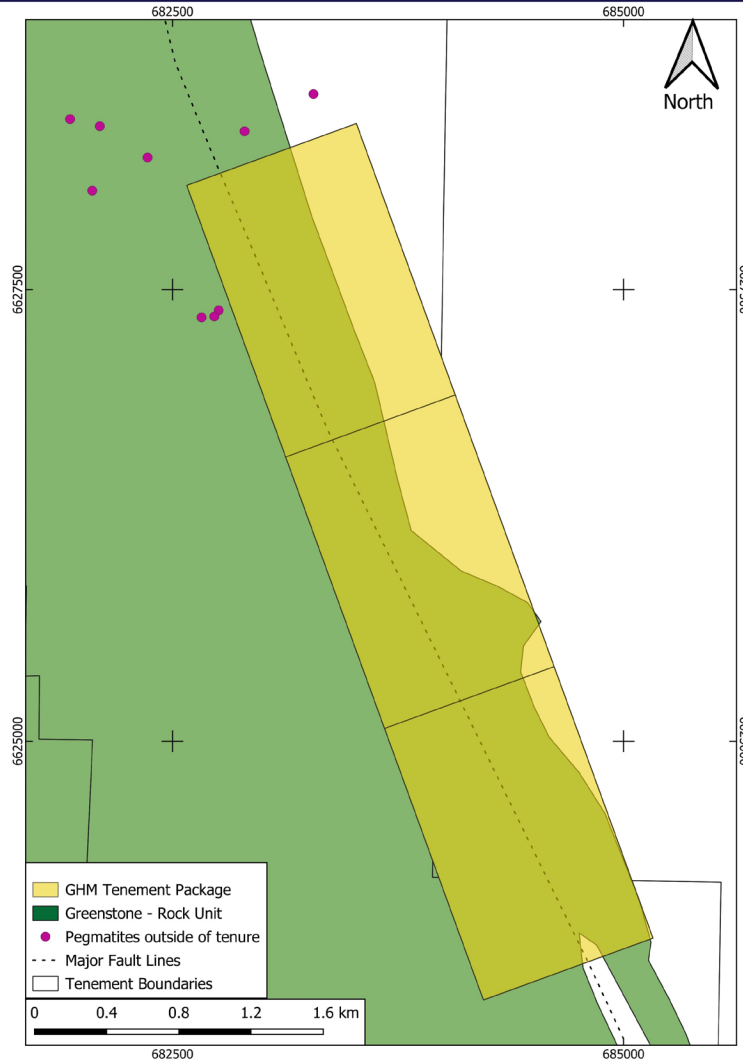 682500
685000
North
6627500
6625000
GHM Tenement Package
Greenstone - Rock Unit
Pegmatites outside of tenure
Major Fault Lines
Tenement Boundaries
0 0.4 0.8 1.2 1.6 km
682500
685000